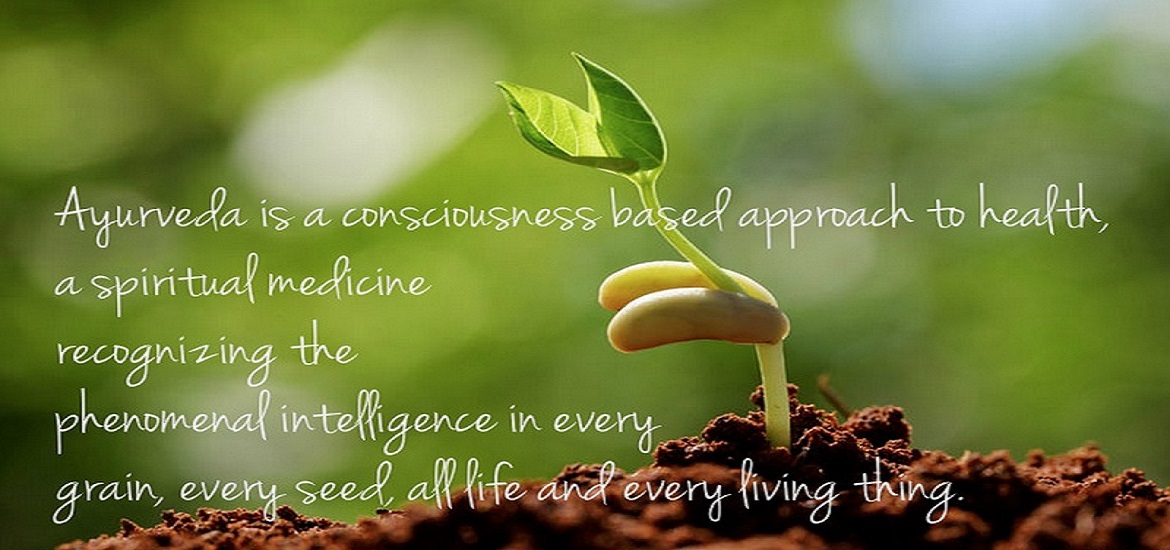 Ayurveda is a consciousness based approach to health,
a spiritual medicine
recognizing the
phenomenal intelligence in every
grain, every seed, all life and every living thing.